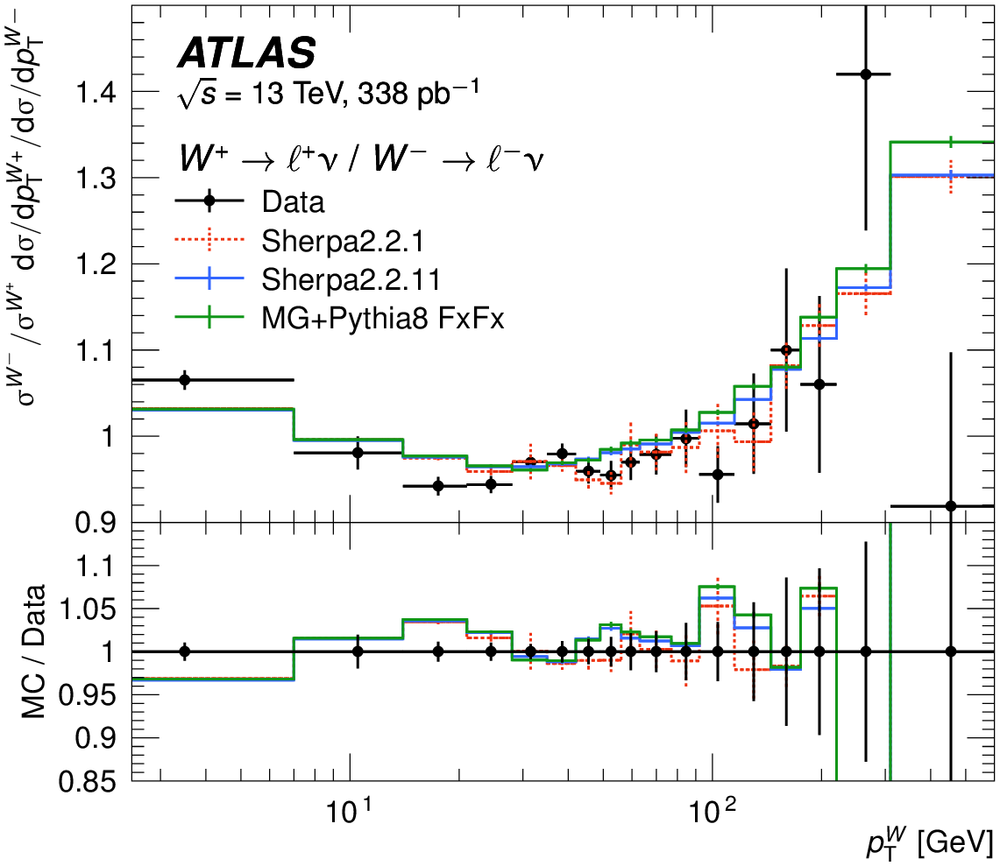 σ^{W^-}/σ^{W^+} dσ/dp_T^{W+}/dσ/dp_T^{W-}
ATLAS
√s = 13 TeV, 338 pb⁻¹
W⁺ → ℓ⁺ν / W⁻ → ℓ⁻ν
Data
Sherpa2.2.1
Sherpa2.2.11
MG+Pythia8 FxFx
1.4
1.3
1.2
1.1
1
0.9
MC / Data
1.1
1.05
1
0.95
0.9
0.85
10¹
10²
p_T^W [GeV]